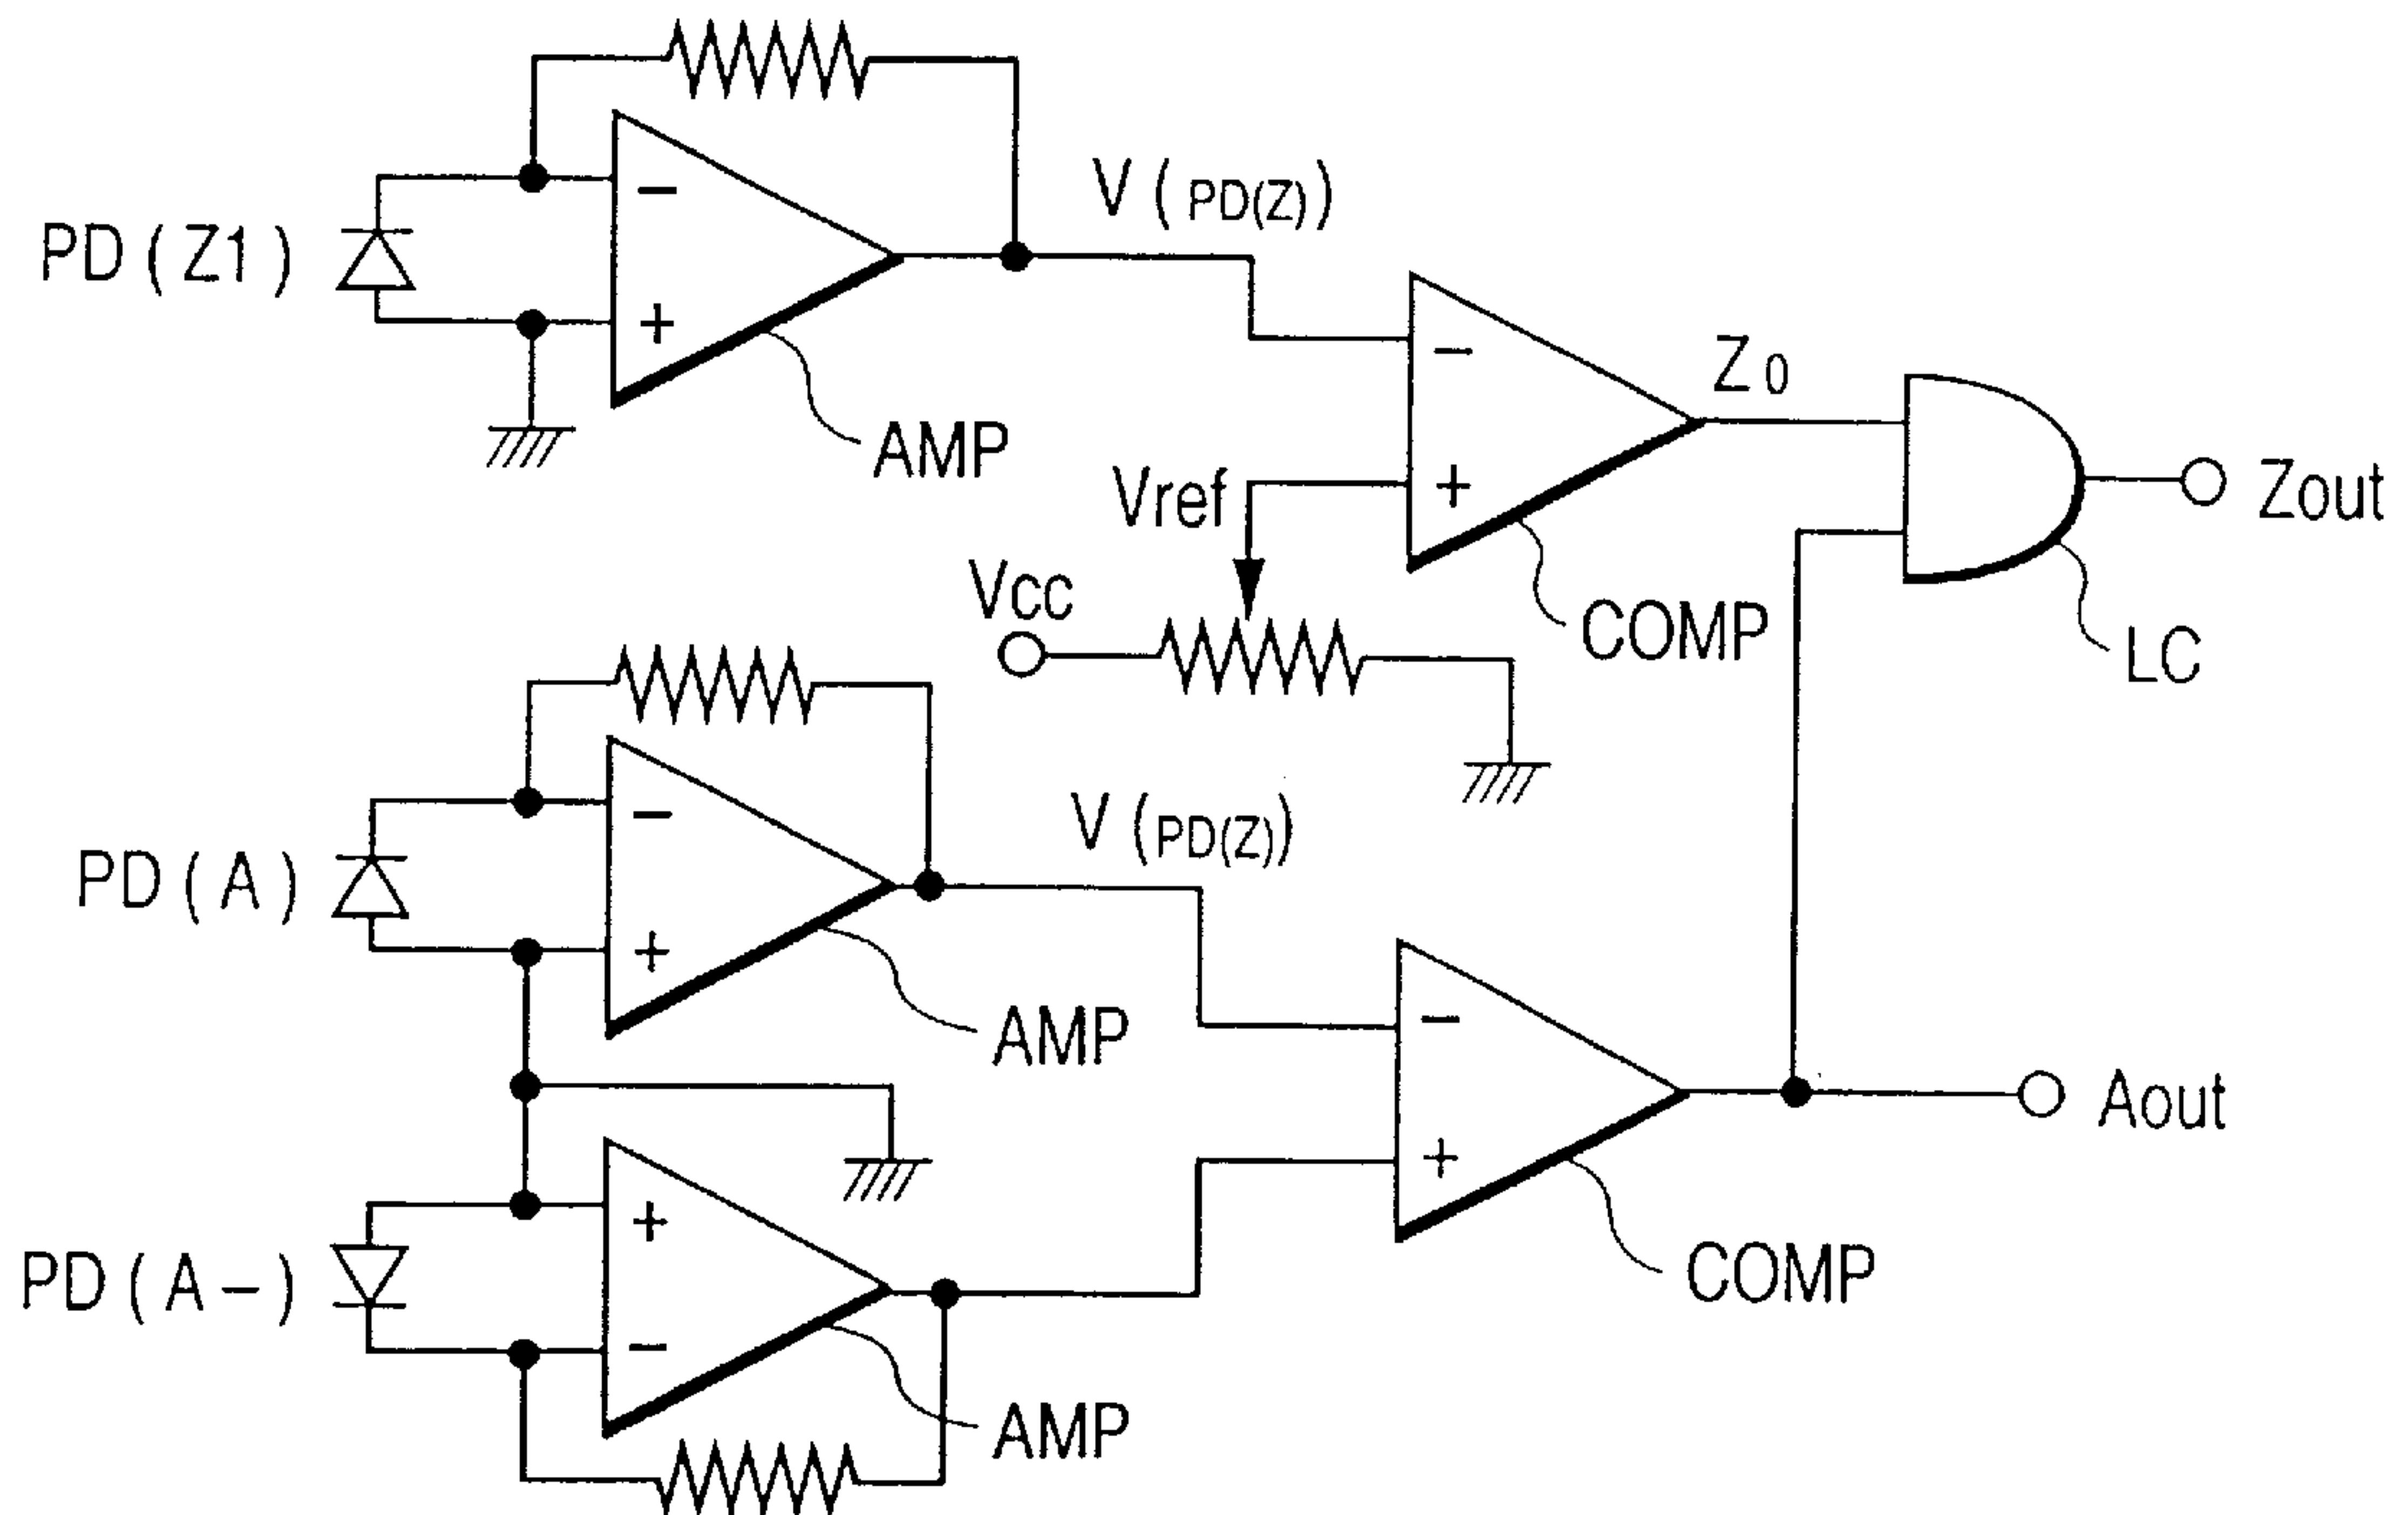 V (PD(Z))
PD (Z1)
−
+
AMP
Z0
−
+
Vref
Zout
Vcc
COMP
LC
V (PD(Z))
PD (A)
−
+
AMP
−
+
Aout
PD (A−)
+
−
COMP
AMP